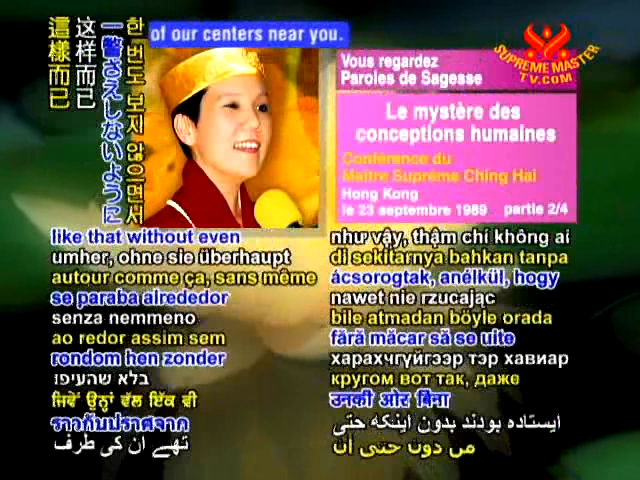 of our centers near you.
SUPREME MASTER
TV.COM
這樣而已
这样而已
一瞥さえしないように
한 번도 보지 않으면서
Vous regardez
Paroles de Sagesse
Le mystère des
conceptions humaines
Conférence du
Maître Suprême Ching Hai
Hong Kong
le 23 septembre 1989 partie 2/4
like that without even
umher, ohne sie überhaupt
autour comme ça, sans même
se paraba alrededor
senza nemmeno
ao redor assim sem
rondom hen zonder
בלא שהעיפו
ਜਿਵੇਂ ਉਨ੍ਹਾਂ ਵੱਲ ਇੱਕ ਵੀ
ราวกับปราศจาก
تھے ان کی طرف
như vậy, thậm chí không ai
di sekitarnya bahkan tanpa
ácsorogtak, anélkül, hogy
nawet nie rzucając
bile atmadan böyle orada
fără măcar să se uite
харахчгүйгээр тэр хавиар
кругом вот так, даже
उनकी ओर बिना
ایستاده بودند بدون اینکه حتی
من دون حتى أن